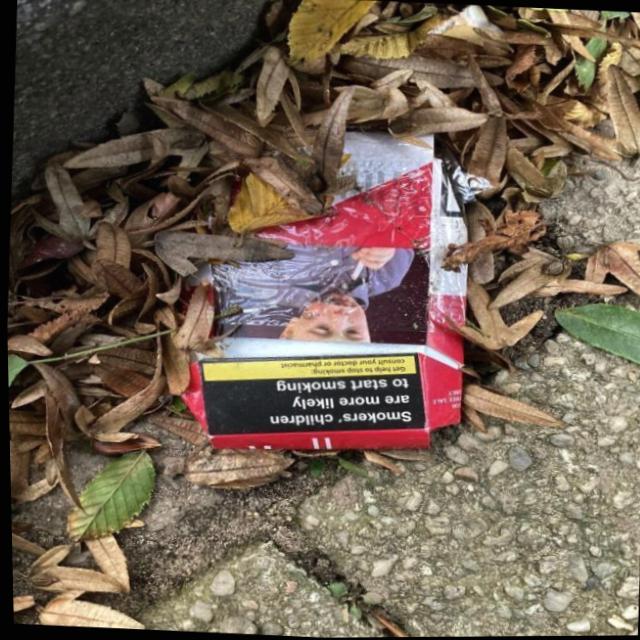 Smokers' children
are more likely
to start smoking
Get help to stop smoking:
consult your doctor or pharmacist